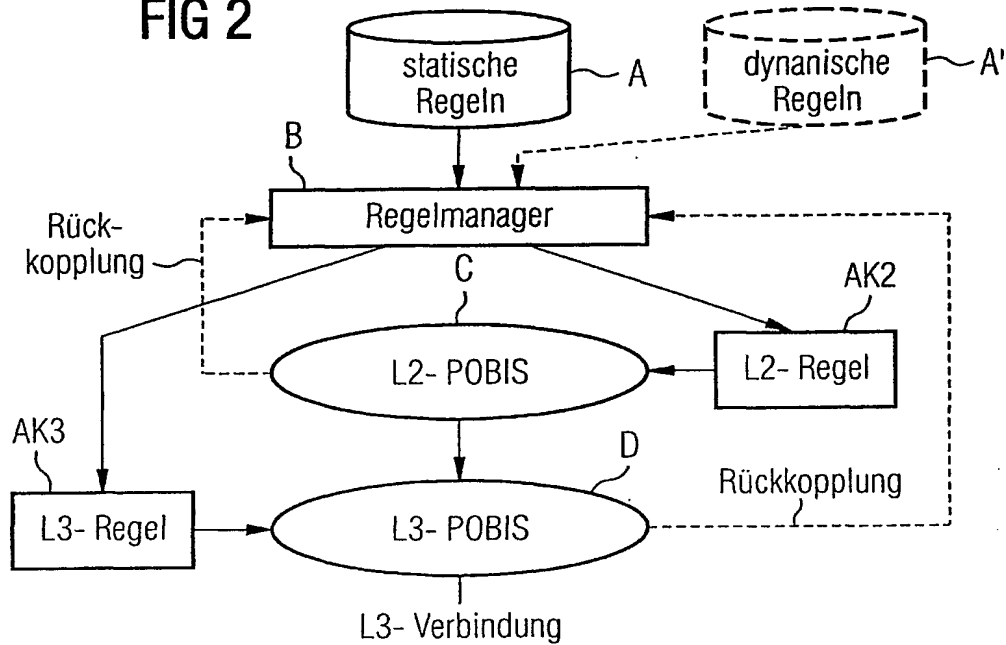 FIG 2
statische
Regeln
A
dynanische
Regeln
A'
B
Regelmanager
Rück-
kopplung
C
AK2
L2- POBIS
L2- Regel
AK3
D
L3- Regel
L3- POBIS
Rückkopplung
L3- Verbindung